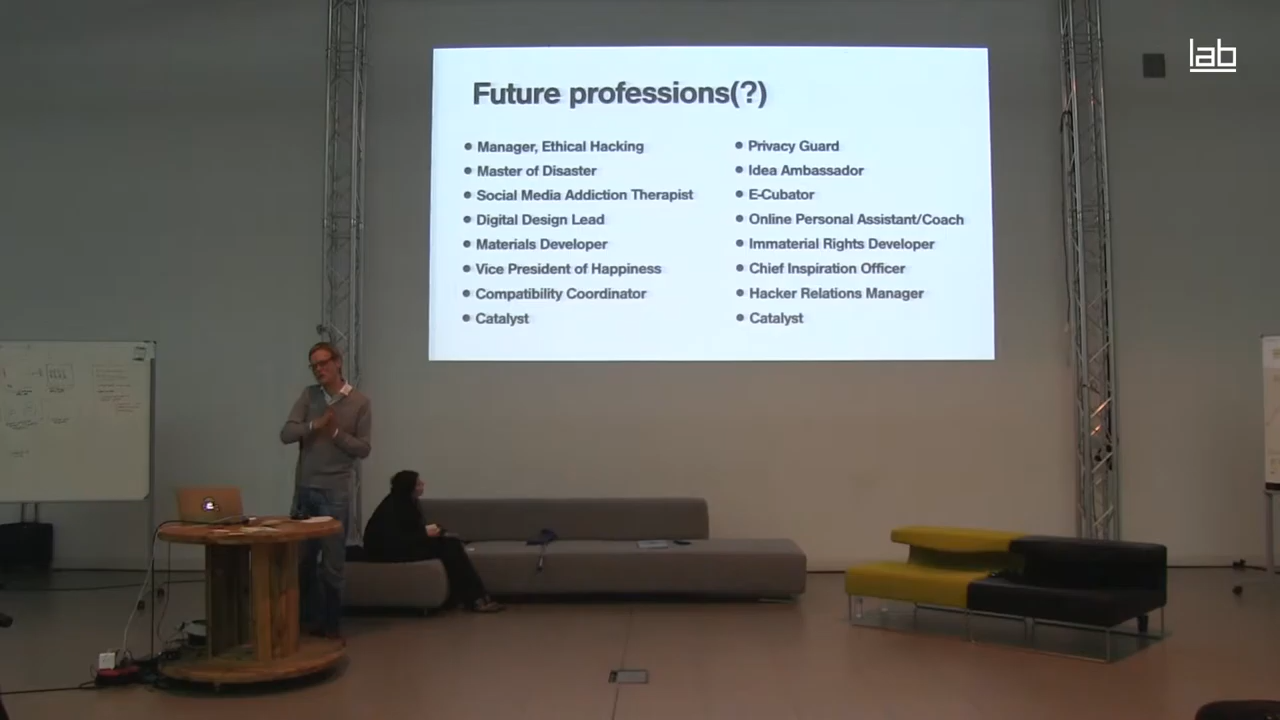 lab
Future professions(?)
Manager, Ethical Hacking
Master of Disaster
Social Media Addiction Therapist
Digital Design Lead
Materials Developer
Vice President of Happiness
Compatibility Coordinator
Catalyst
Privacy Guard
Idea Ambassador
E-Cubator
Online Personal Assistant/Coach
Immaterial Rights Developer
Chief Inspiration Officer
Hacker Relations Manager
Catalyst